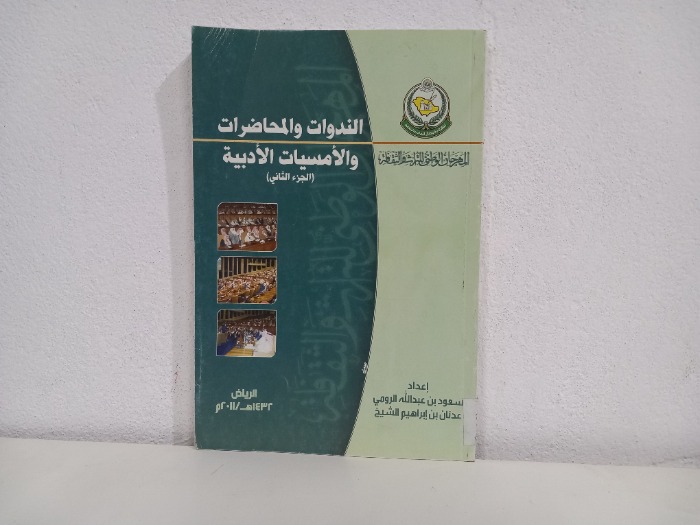 الندوات والمحاضرات
والأمسيات الأدبية
(الجزء الثاني)
المهرجان الوطني للتراث والثقافة
إعداد
سعود بن عبدالله الرومي
عدنان بن إبراهيم الشيخ
الرياض
١٤٣٢هـ/٢٠١١م